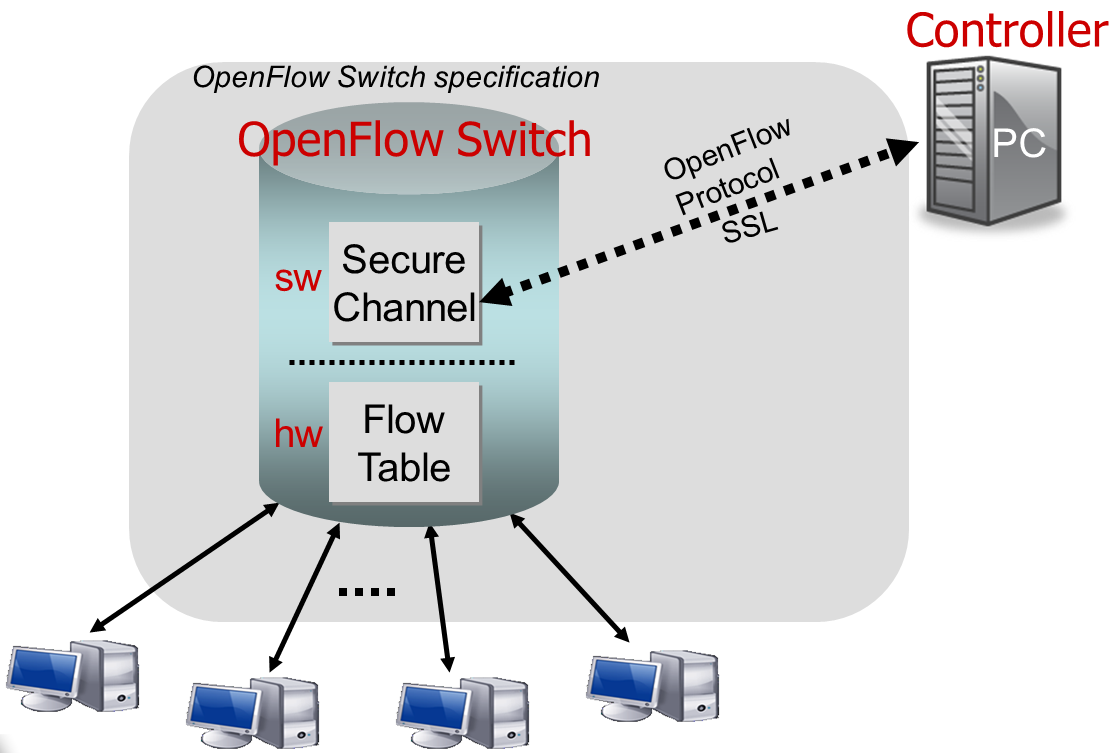 Controller
OpenFlow Switch specification
OpenFlow Switch
PC
OpenFlow
Protocol
SSL
sw
Secure
Channel
hw
Flow
Table